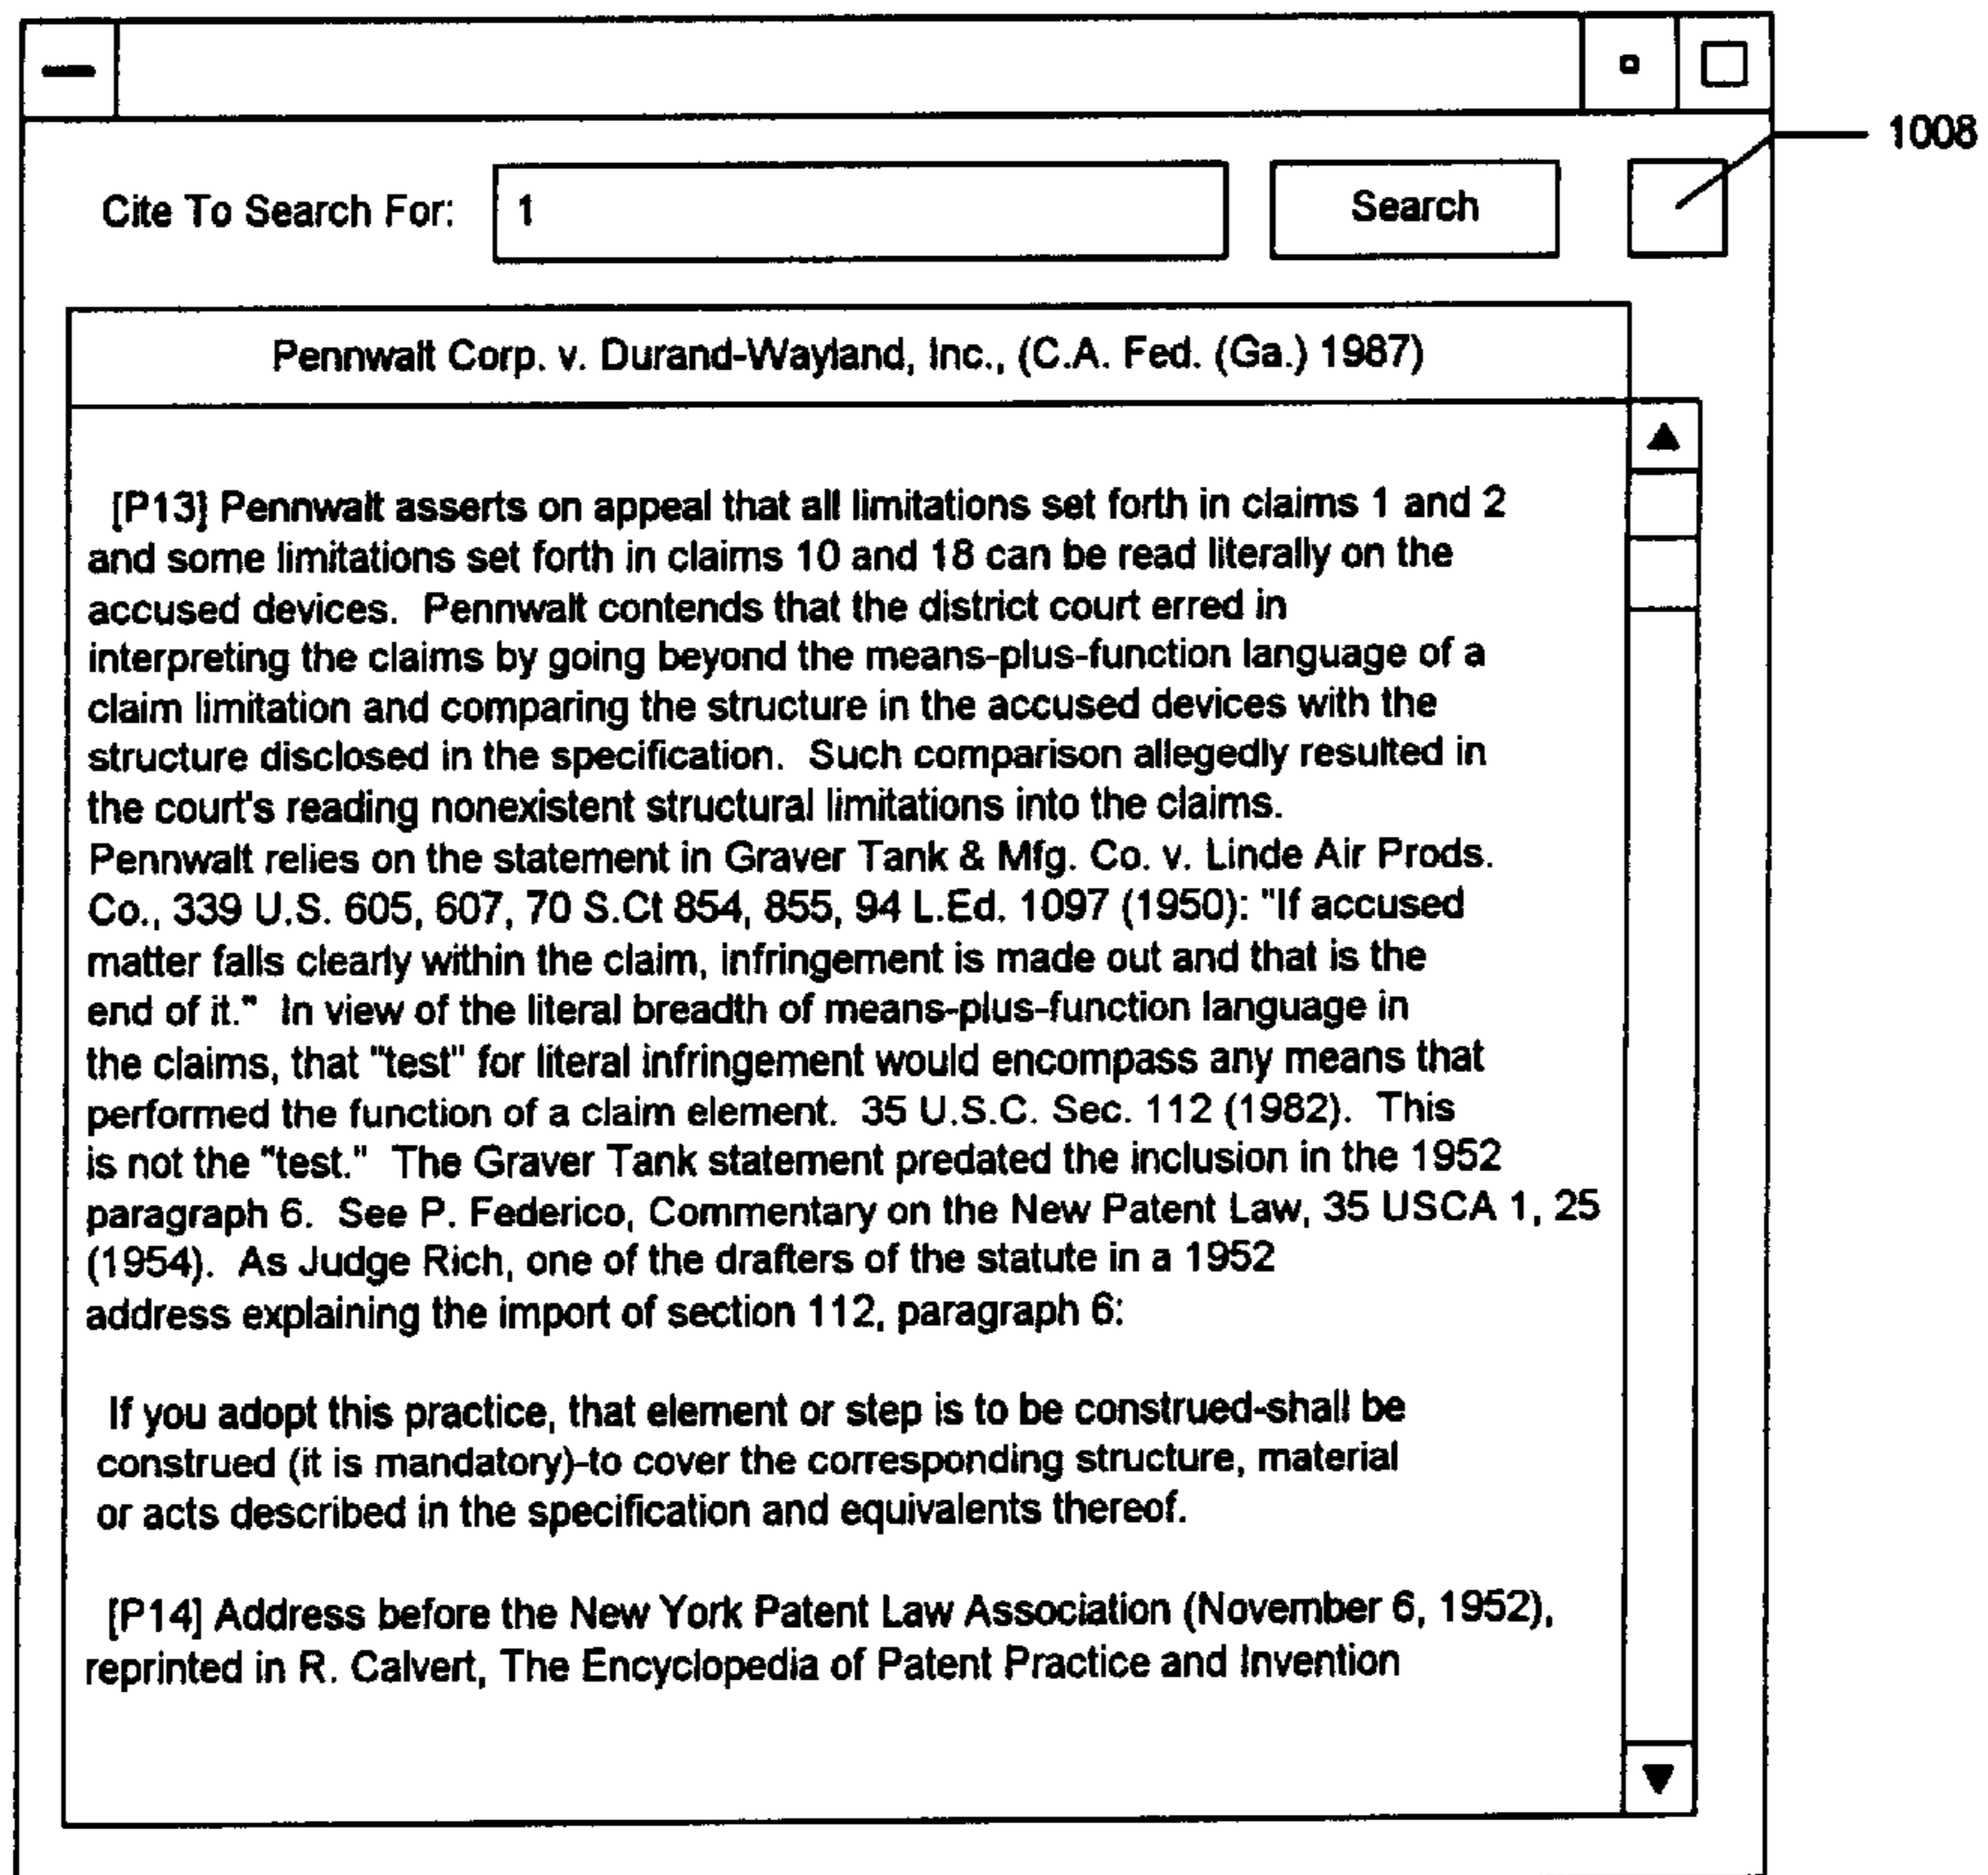 1008
Cite To Search For: 1 Search
Pennwalt Corp. v. Durand-Wayland, Inc., (C.A. Fed. (Ga.) 1987)
[P13] Pennwalt asserts on appeal that all limitations set forth in claims 1 and 2
and some limitations set forth in claims 10 and 18 can be read literally on the
accused devices.  Pennwalt contends that the district court erred in
interpreting the claims by going beyond the means-plus-function language of a
claim limitation and comparing the structure in the accused devices with the
structure disclosed in the specification.  Such comparison allegedly resulted in
the court's reading nonexistent structural limitations into the claims.
Pennwalt relies on the statement in Graver Tank & Mfg. Co. v. Linde Air Prods.
Co., 339 U.S. 605, 607, 70 S.Ct 854, 855, 94 L.Ed. 1097 (1950): "If accused
matter falls clearly within the claim, infringement is made out and that is the
end of it."  In view of the literal breadth of means-plus-function language in
the claims, that "test" for literal infringement would encompass any means that
performed the function of a claim element.  35 U.S.C. Sec. 112 (1982).  This
is not the "test."  The Graver Tank statement predated the inclusion in the 1952
paragraph 6.  See P. Federico, Commentary on the New Patent Law, 35 USCA 1, 25
(1954).  As Judge Rich, one of the drafters of the statute in a 1952
address explaining the import of section 112, paragraph 6:
If you adopt this practice, that element or step is to be construed-shall be
construed (it is mandatory)-to cover the corresponding structure, material
or acts described in the specification and equivalents thereof.
[P14] Address before the New York Patent Law Association (November 6, 1952),
reprinted in R. Calvert, The Encyclopedia of Patent Practice and Invention